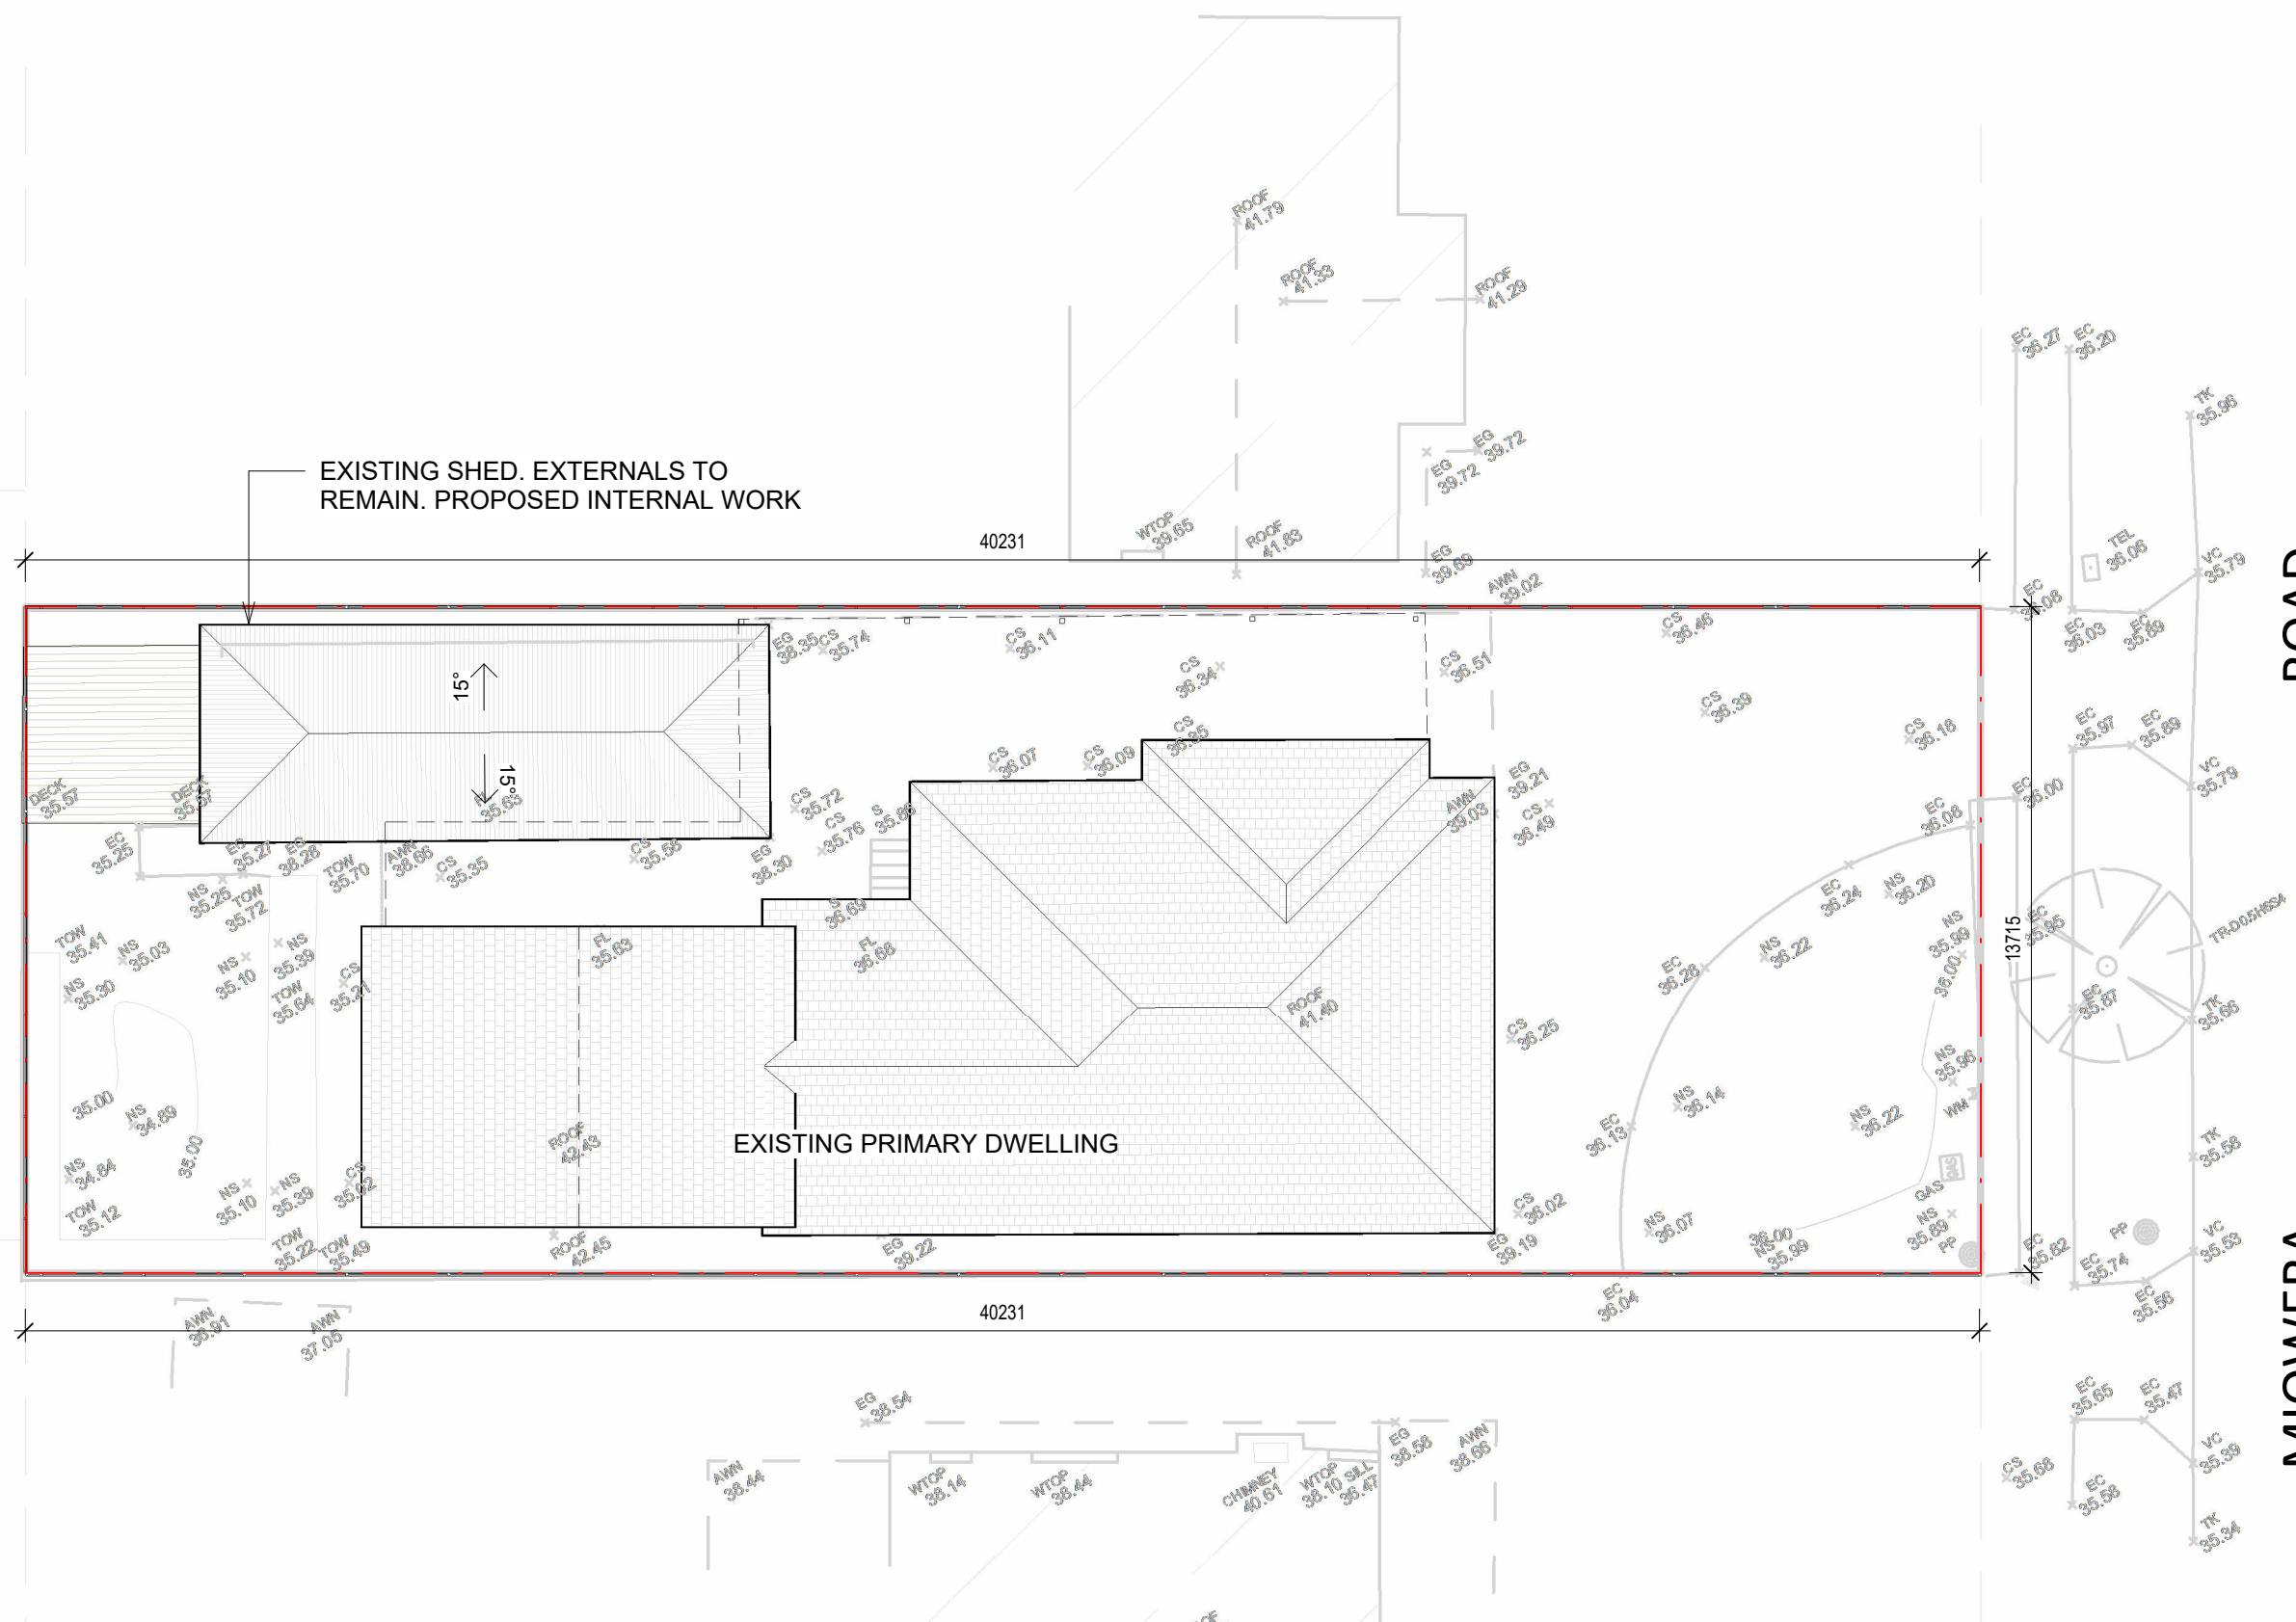 ROOF
41.79
ROOF
41.33
ROOF
41.29
EC
36.27
EC
36.20
TK
35.96
EG
39.72
EG
39.72
EXISTING SHED. EXTERNALS TO
REMAIN. PROPOSED INTERNAL WORK
WTOP
39.65
ROOF
41.83
40231
EG
39.69
AWN
39.02
TEL
36.06
VC
35.79
ROAD
EC
EC
36.03
EC
35.89
EG
38.35
CS
35.74
CS
36.11
CS
36.34
CS
36.51
CS
36.46
CS
36.39
CS
36.18
15°
15°
35.63
CS
36.07
CS
36.09
CS
36.35
EG
39.21
AWN
39.03
CS
36.49
EC
36.08
EC
36.00
EC
35.97
EC
35.89
VC
35.79
DECK
35.57
DECK
35.57
CS
35.72
CS
35.76
S
35.85
EC
35.25
EC
35.27
EG
38.28
TOW
35.70
AWN
38.66
CS
35.35
CS
35.58
EG
38.30
NS
35.25
TOW
35.72
S
36.69
EC
36.24
NS
36.20
TOW
35.41
NS
35.03
NS
35.10
NS
35.39
FL
35.63
FL
36.68
NS
36.22
NS
35.99
EC
35.95
13715
TR-D0.5H6S4
NS
35.30
TOW
35.64
CS
35.21
ROOF
41.40
EC
36.28
36.00
EC
35.87
TK
35.66
CS
36.25
35.00
NS
34.89
35.00
NS
36.14
NS
35.96
WM
EC
36.13
NS
36.22
ROOF
42.43
EXISTING PRIMARY DWELLING
NS
34.84
TOW
35.12
NS
35.10
NS
35.39
CS
35.02
GAS
GAS
TK
35.58
CS
36.02
NS
36.07
36.00
NS
35.99
NS
35.89
PP
PP
VC
35.53
TOW
35.22
TOW
35.49
ROOF
42.45
EG
39.22
EG
39.19
EC
35.82
EC
35.74
EC
35.56
EC
36.04
MIOWERA
AWN
36.91
AWN
37.05
40231
EG
38.54
EG
38.58
AWN
38.66
EC
35.65
EC
35.47
VC
35.39
AWN
38.44
WTOP
38.14
WTOP
38.44
CHIMNEY
40.61
WTOP
38.10
SILL
36.47
CS
35.68
EC
35.58
TK
35.34